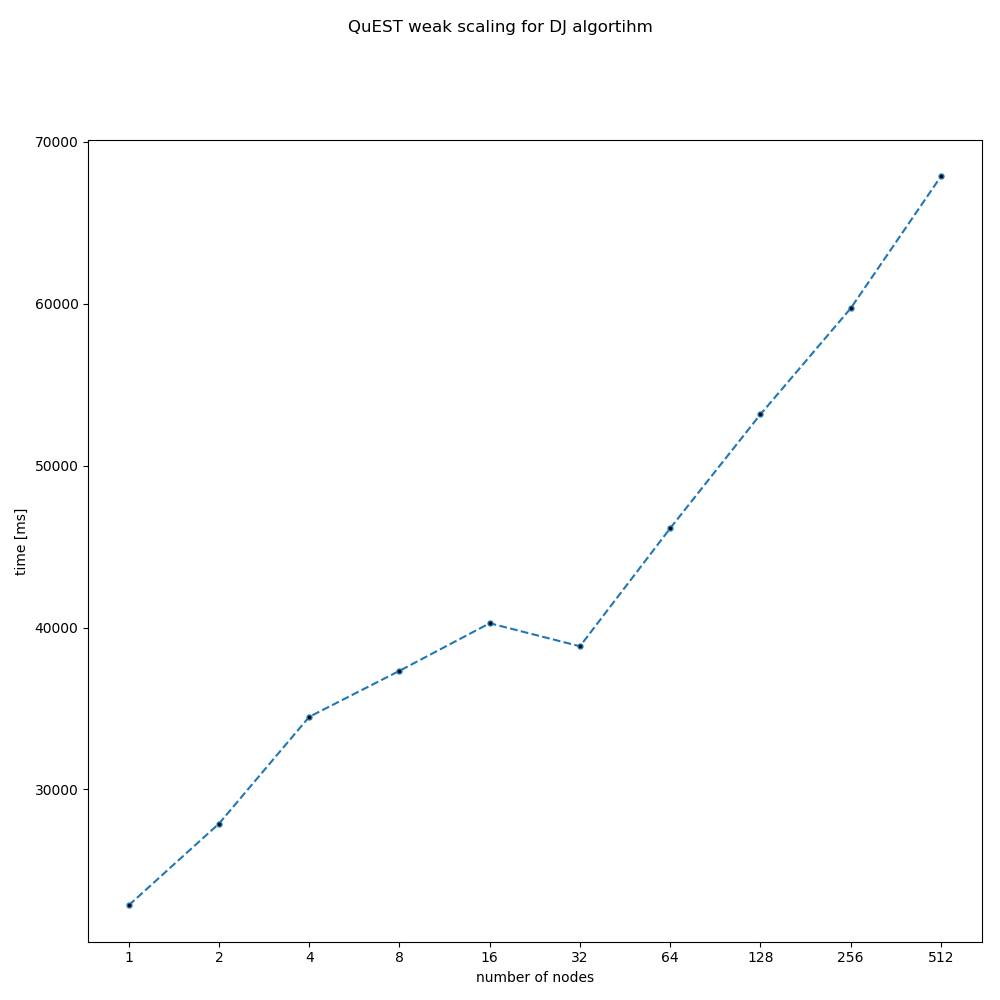 QuEST weak scaling for DJ algortihm
70000
60000
50000
40000
30000
time [ms]
1 2 4 8 16 32 64 128 256 512
number of nodes